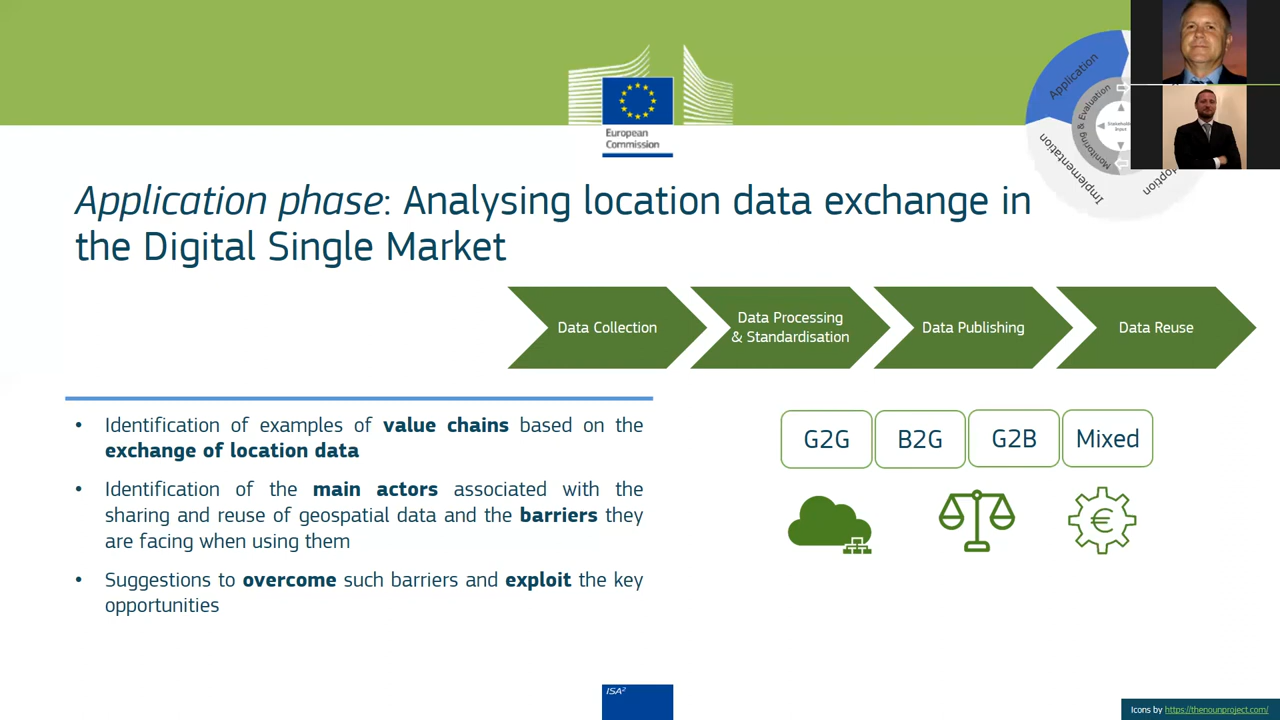 European
Commission
Application
Monitoring & Evaluation
Implementation
Application phase: Analysing location data exchange in
the Digital Single Market
Data Collection
Data Processing
& Standardisation
Data Publishing
Data Reuse
• Identification of examples of value chains based on the
exchange of location data
• Identification of the main actors associated with the
sharing and reuse of geospatial data and the barriers they
are facing when using them
• Suggestions to overcome such barriers and exploit the key
opportunities
G2G
B2G
G2B
Mixed
€
ISA²
Icons by https://thenounproject.com/